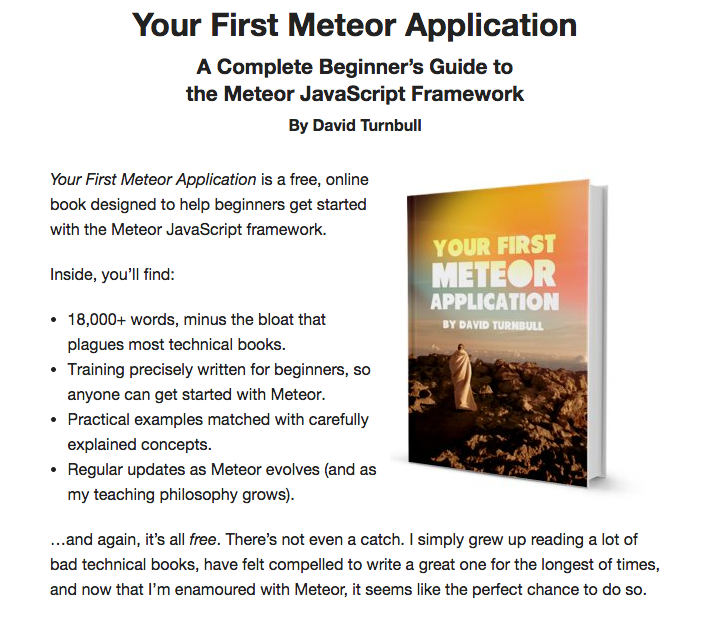 Your First Meteor Application
A Complete Beginner’s Guide to
the Meteor JavaScript Framework
By David Turnbull
Your First Meteor Application is a free, online
book designed to help beginners get started
with the Meteor JavaScript framework.
Inside, you’ll find:
• 18,000+ words, minus the bloat that
plagues most technical books.
• Training precisely written for beginners, so
anyone can get started with Meteor.
• Practical examples matched with carefully
explained concepts.
• Regular updates as Meteor evolves (and as
my teaching philosophy grows).
YOUR FIRST
METEOR
APPLICATION
BY DAVID TURNBULL
…and again, it’s all free. There’s not even a catch. I simply grew up reading a lot of
bad technical books, have felt compelled to write a great one for the longest of times,
and now that I’m enamoured with Meteor, it seems like the perfect chance to do so.